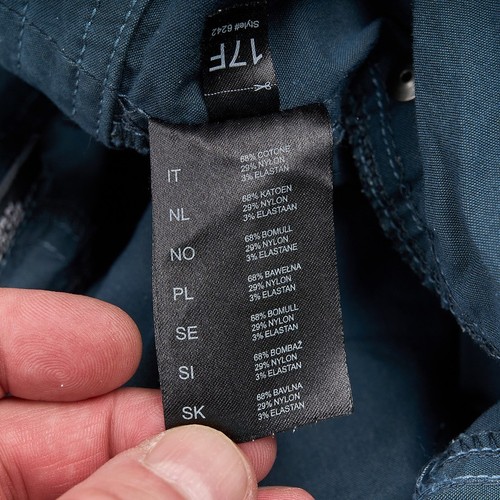 Style# 6242
17F
IT
68% COTONE
29% NYLON
3% ELASTAN
NL
68% KATOEN
29% NYLON
3% ELASTAAN
NO
68% BOMULL
29% NYLON
3% ELASTANE
PL
68% BAWEŁNA
29% NYLON
3% ELASTAN
SE
68% BOMULL
29% NYLON
3% ELASTAN
SI
68% BOMBAŽ
29% NYLON
3% ELASTAN
SK
68% BAVLNA
29% NYLON
3% ELASTAN